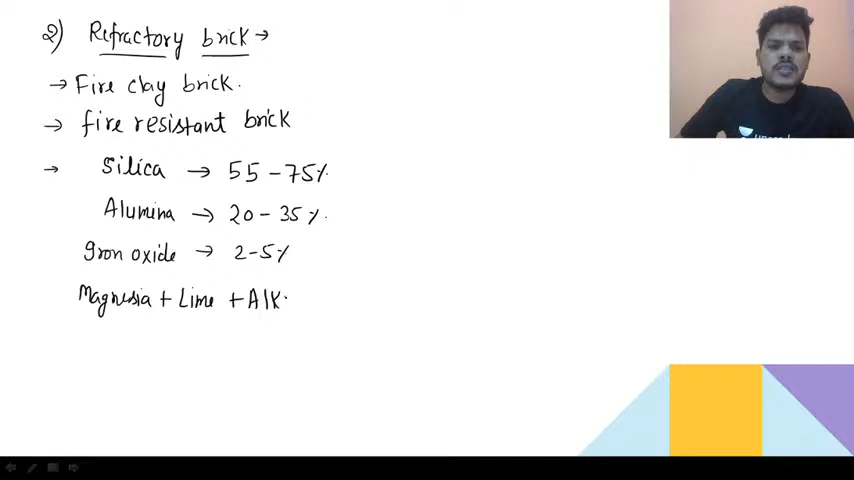 2) Refractory brick →
→ Fire clay brick.
→ fire resistant brick
→ Silica → 55 - 75%
Alumina → 20 - 35%.
Iron oxide → 2-5%
Magnesia + Lime + Alk.